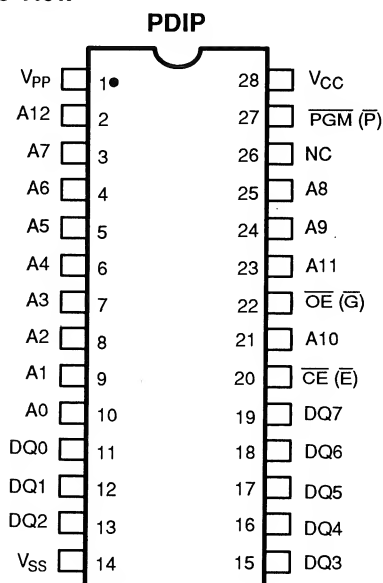 PDIP
VPP 1 28 VCC
A12 2 27 PGM (P)
A7 3 26 NC
A6 4 25 A8
A5 5 24 A9
A4 6 23 A11
A3 7 22 OE (G)
A2 8 21 A10
A1 9 20 CE (E)
A0 10 19 DQ7
DQ0 11 18 DQ6
DQ1 12 17 DQ5
DQ2 13 16 DQ4
VSS 14 15 DQ3